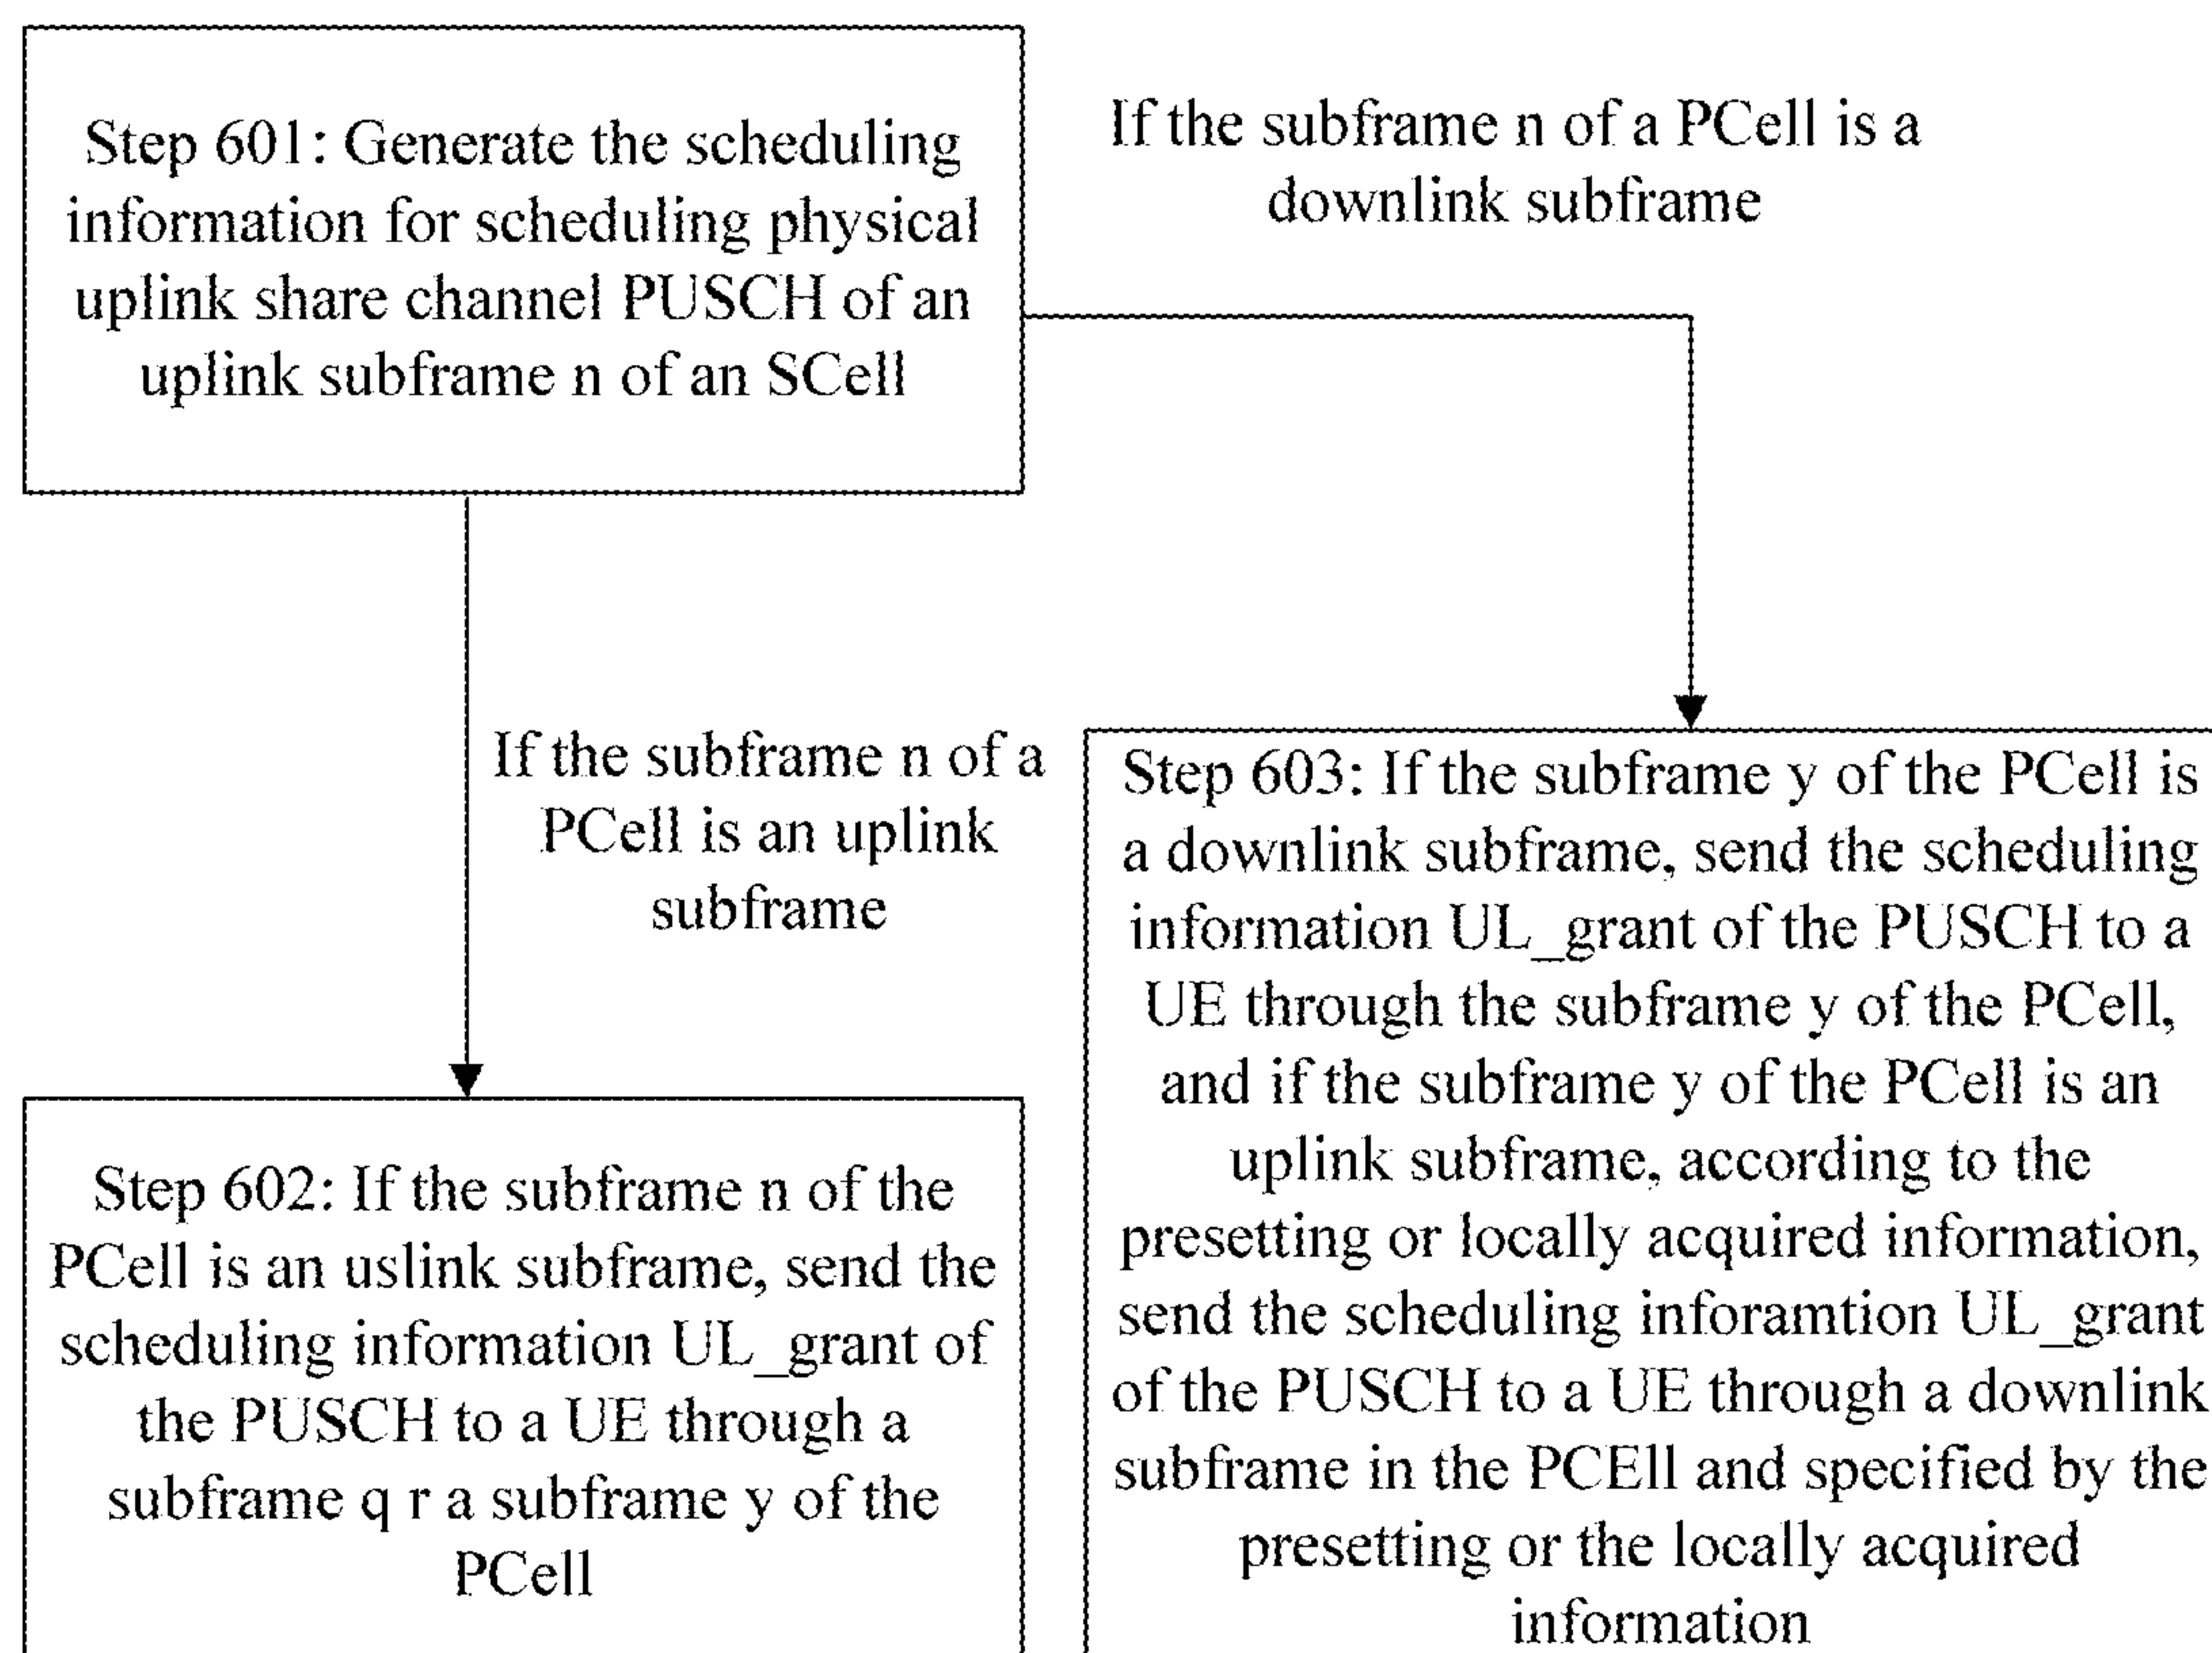 Step 601: Generate the scheduling
information for scheduling physical
uplink share channel PUSCH of an
uplink subframe n of an SCell
If the subframe n of a PCell is a
downlink subframe
If the subframe n of a
PCell is an uplink
subframe
Step 602: If the subframe n of the
PCell is an uslink subframe, send the
scheduling information UL_grant of
the PUSCH to a UE through a
subframe q r a subframe y of the
PCell
Step 603: If the subframe y of the PCell is
a downlink subframe, send the scheduling
information UL_grant of the PUSCH to a
UE through the subframe y of the PCell,
and if the subframe y of the PCell is an
uplink subframe, according to the
presetting or locally acquired information,
send the scheduling inforamtion UL_grant
of the PUSCH to a UE through a downlink
subframe in the PCEll and specified by the
presetting or the locally acquired
information